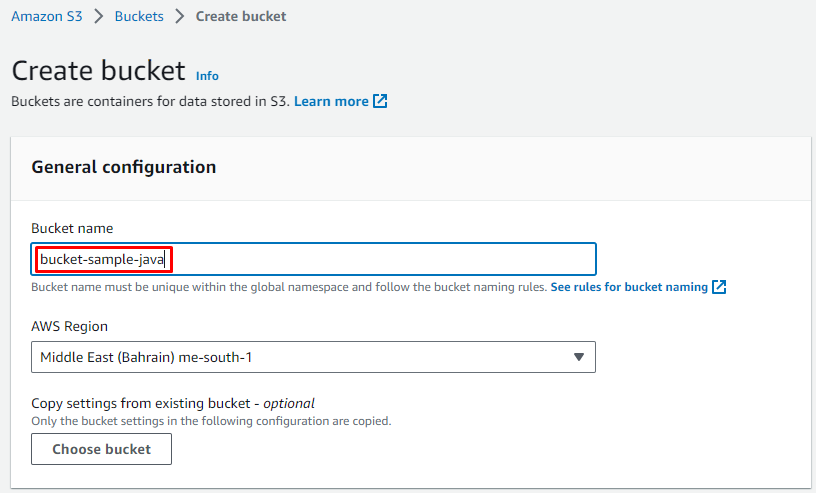 Amazon S3 > Buckets > Create bucket
Create bucket Info
Buckets are containers for data stored in S3. Learn more
General configuration
Bucket name
bucket-sample-java
Bucket name must be unique within the global namespace and follow the bucket naming rules. See rules for bucket naming
AWS Region
Middle East (Bahrain) me-south-1
Copy settings from existing bucket - optional
Only the bucket settings in the following configuration are copied.
Choose bucket